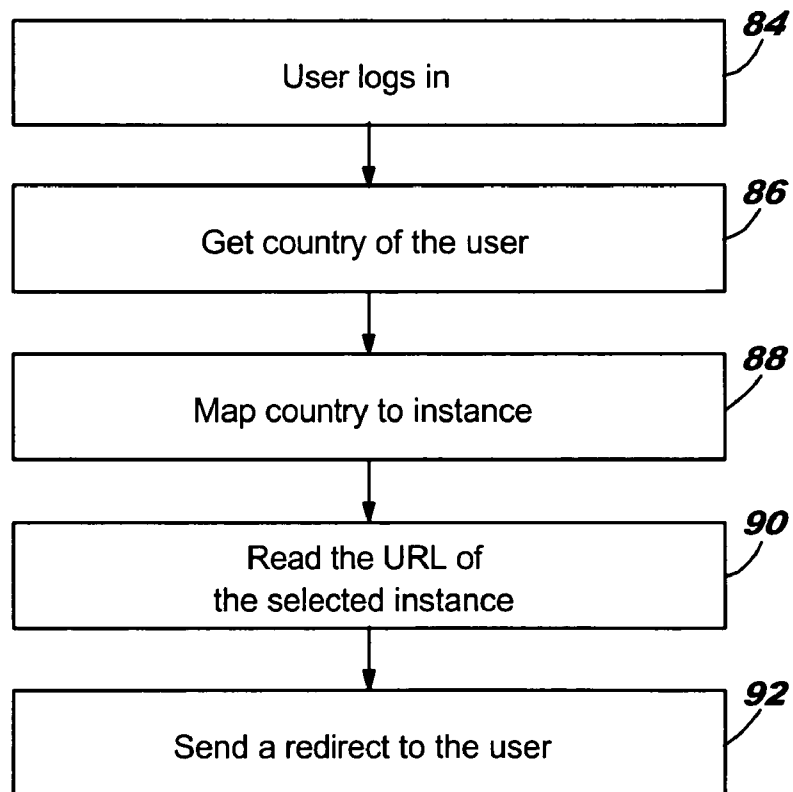 84
User logs in
86
Get country of the user
88
Map country to instance
90
Read the URL of
the selected instance
92
Send a redirect to the user